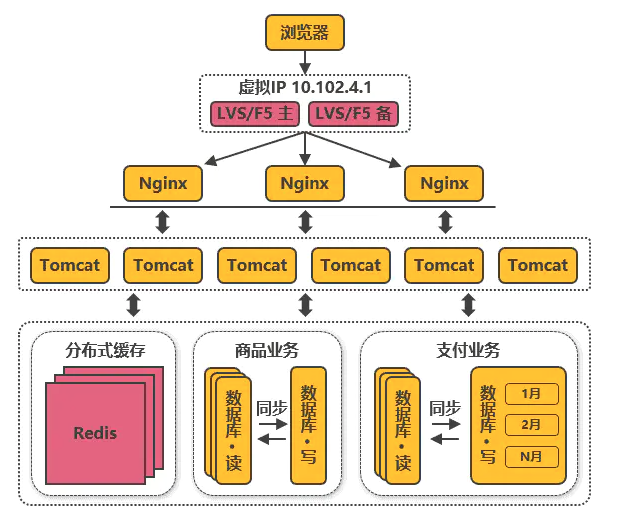 浏览器
虚拟IP 10.102.4.1
LVS/F5 主
LVS/F5 备
Nginx
Nginx
Nginx
Tomcat
Tomcat
Tomcat
Tomcat
Tomcat
Tomcat
分布式缓存
Redis
商品业务
数据库·读
同步
数据库·写
支付业务
数据库·读
同步
数据库·写
1月
2月
N月